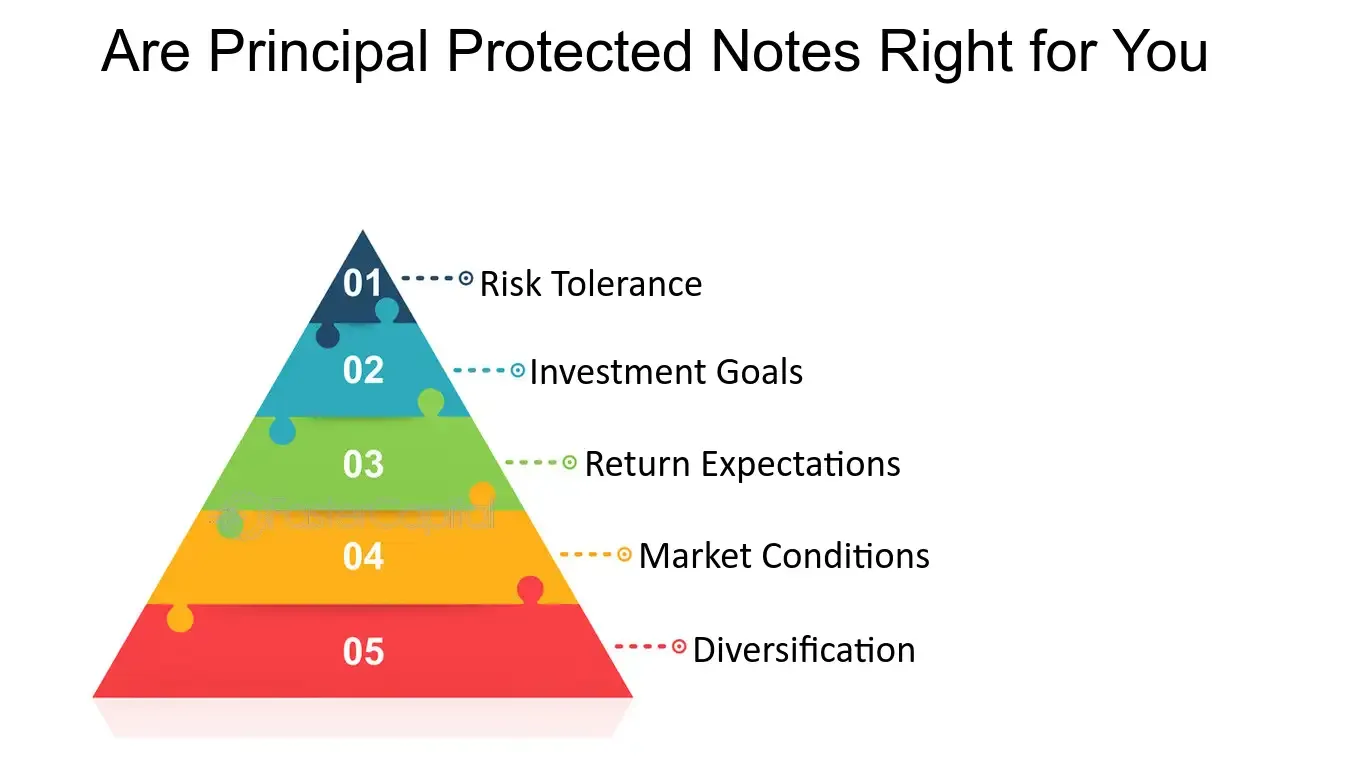 Are Principal Protected Notes Right for You
01 Risk Tolerance
02 Investment Goals
03 Return Expectations
FasterCapital
04 Market Conditions
05 Diversification